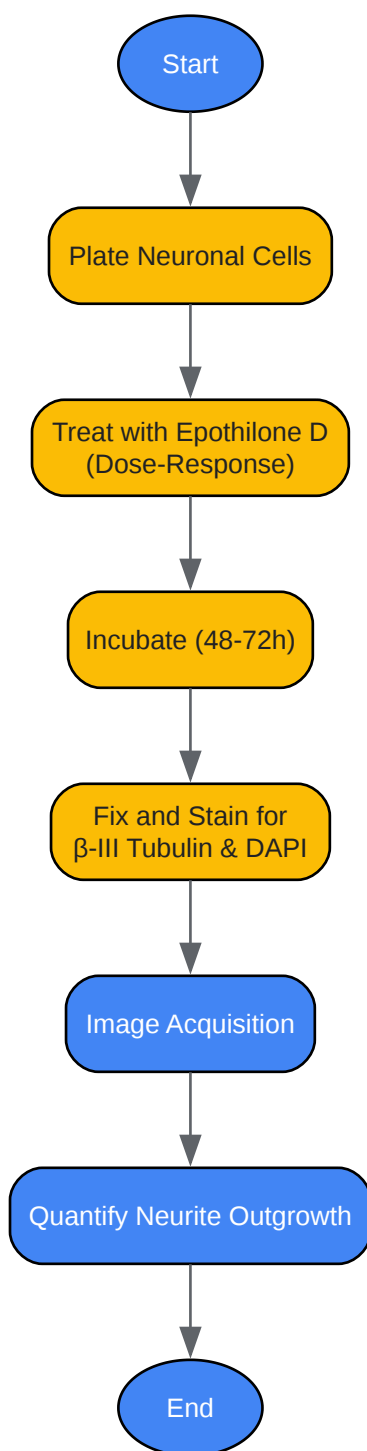 Start
Plate Neuronal Cells
Treat with Epothilone D
(Dose-Response)
Incubate (48-72h)
Fix and Stain for
β-III Tubulin & DAPI
Image Acquisition
Quantify Neurite Outgrowth
End